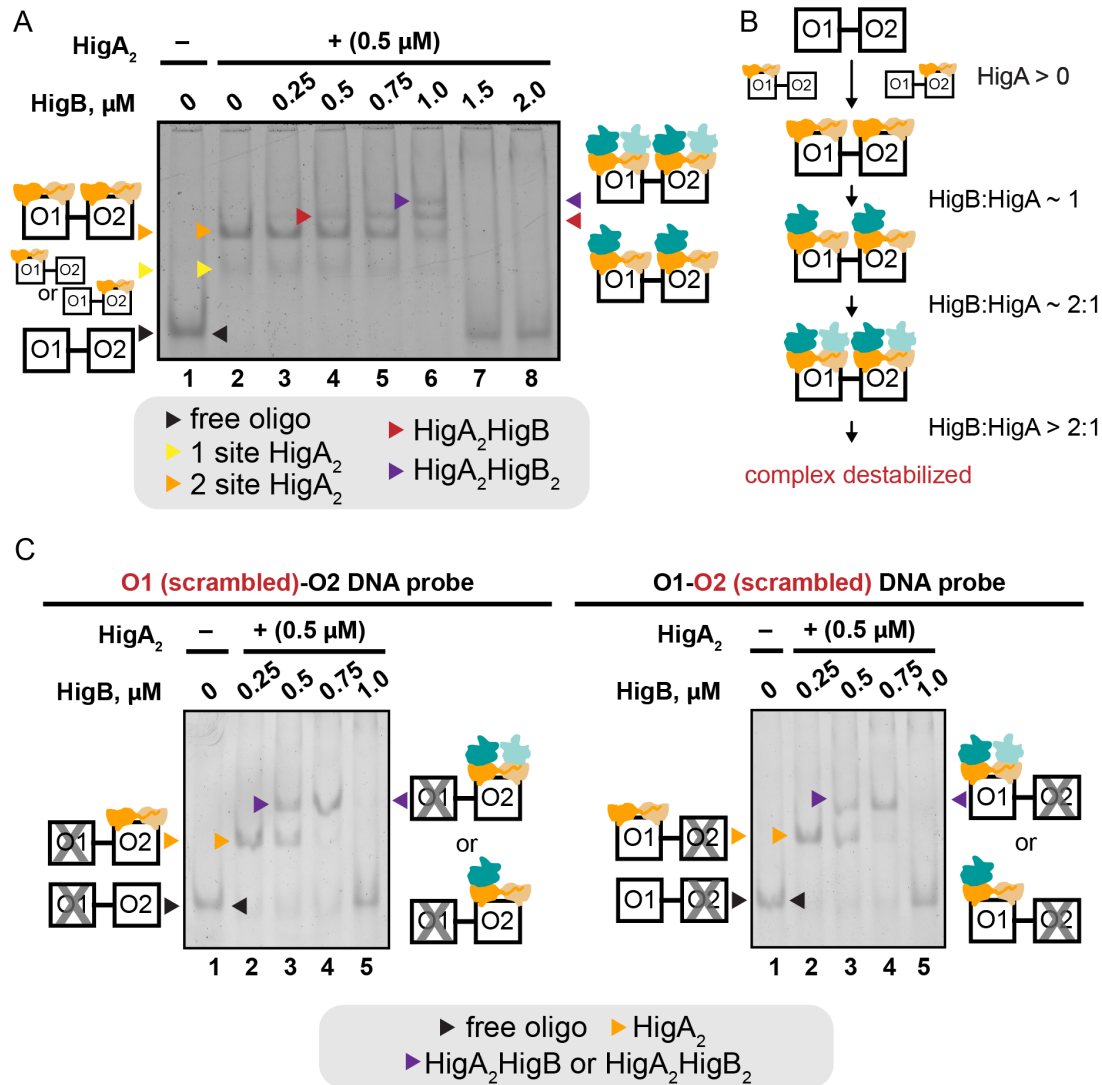 A
HigA2
–
+ (0.5 µM)
HigB, µM
0
0
0.25
0.5
0.75
1.0
1.5
2.0
O1 O2
O1 O2
or
O1 O2
O1 O2
O1 O2
O1 O2
1 2 3 4 5 6 7 8
free oligo
1 site HigA2
2 site HigA2
HigA2HigB
HigA2HigB2
B
O1 O2
O1 O2
O1 O2
HigA > 0
O1 O2
HigB:HigA ~ 1
O1 O2
HigB:HigA ~ 2:1
O1 O2
HigB:HigA > 2:1
complex destabilized
C
O1 (scrambled)-O2 DNA probe
HigA2
–
+ (0.5 µM)
HigB, µM
0
0.25
0.5
0.75
1.0
O1 O2
O1 O2
O1 O2
or
O1 O2
1 2 3 4 5
O1-O2 (scrambled) DNA probe
HigA2
–
+ (0.5 µM)
HigB, µM
0
0.25
0.5
0.75
1.0
O1 O2
O1 O2
O1 O2
or
O1 O2
1 2 3 4 5
free oligo HigA2
HigA2HigB or HigA2HigB2